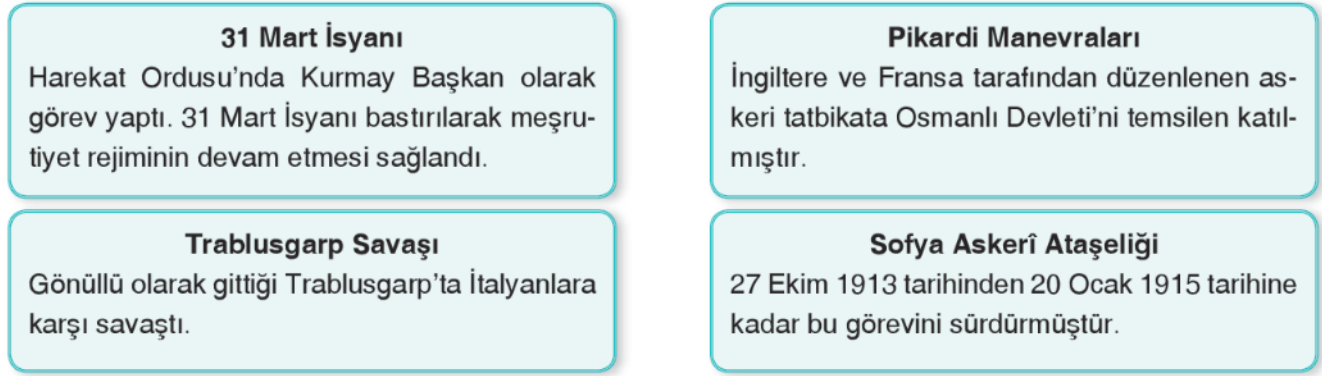 31 Mart İsyanı
Harekat Ordusu'nda Kurmay Başkan olarak
görev yaptı. 31 Mart İsyanı bastırılarak meşru-
tiyet rejiminin devam etmesi sağlandı.
Pikardi Manevraları
İngiltere ve Fransa tarafından düzenlenen as-
keri tatbikata Osmanlı Devleti'ni temsilen katıl-
mıştır.
Trablusgarp Savaşı
Gönüllü olarak gittiği Trablusgarp'ta İtalyanlara
karşı savaştı.
Sofya Askerî Ataşeliği
27 Ekim 1913 tarihinden 20 Ocak 1915 tarihine
kadar bu görevini sürdürmüştür.